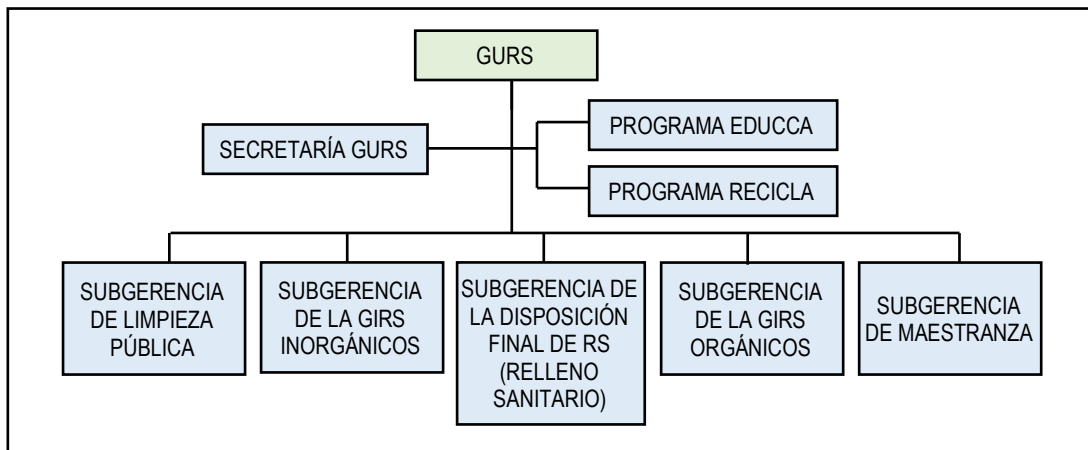 GURS
SECRETARÍA GURS
PROGRAMA EDUCCA
PROGRAMA RECICLA
SUBGERENCIA
DE LIMPIEZA
PÚBLICA
SUBGERENCIA
DE LA GIRS
INORGÁNICOS
SUBGERENCIA DE
LA DISPOSICIÓN
FINAL DE RS
(RELLENO
SANITARIO)
SUBGERENCIA
DE LA GIRS
ORGÁNICOS
SUBGERENCIA
DE MAESTRANZA